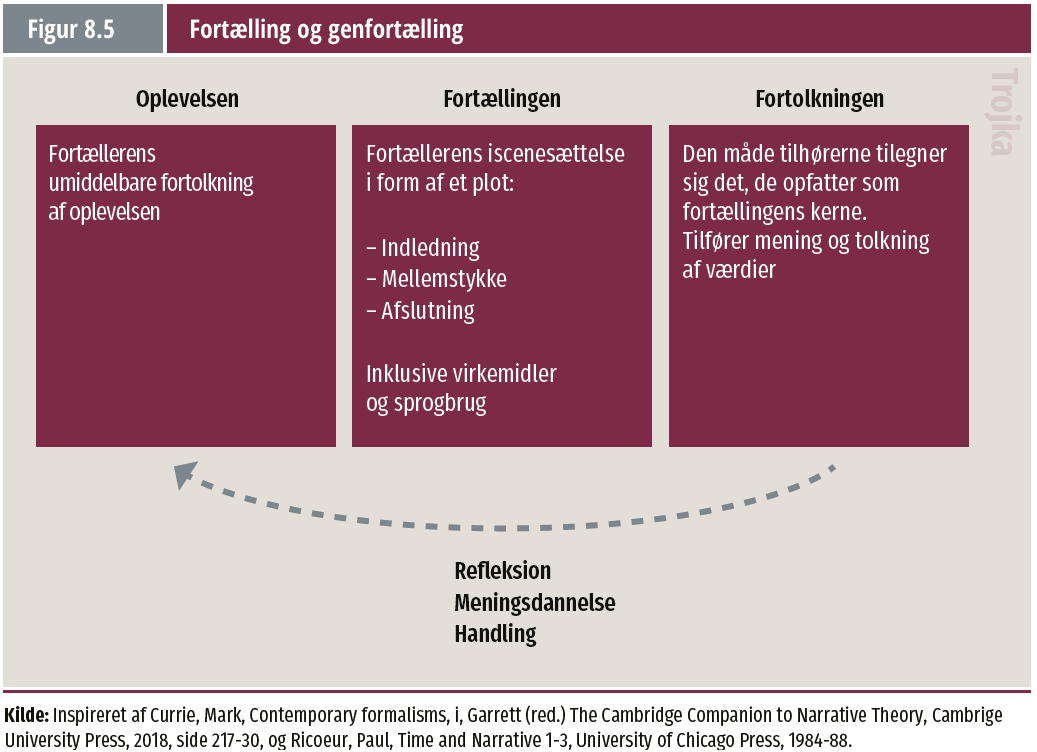 Figur 8.5
Fortælling og genfortælling
Trojka
Oplevelsen
Fortællerens
umiddelbare fortolkning
af oplevelsen
Fortællingen
Fortællerens iscenesættelse
i form af et plot:
– Indledning
– Mellemstykke
– Afslutning
Inklusive virkemidler
og sprogbrug
Fortolkningen
Den måde tilhørerne tilegner
sig det, de opfatter som
fortællingens kerne.
Tilfører mening og tolkning
af værdier
Refleksion
Meningsdannelse
Handling
Kilde: Inspireret af Currie, Mark, Contemporary formalisms, i, Garrett (red.) The Cambridge Companion to Narrative Theory, Cambrige
University Press, 2018, side 217-30, og Ricoeur, Paul, Time and Narrative 1-3, University of Chicago Press, 1984-88.